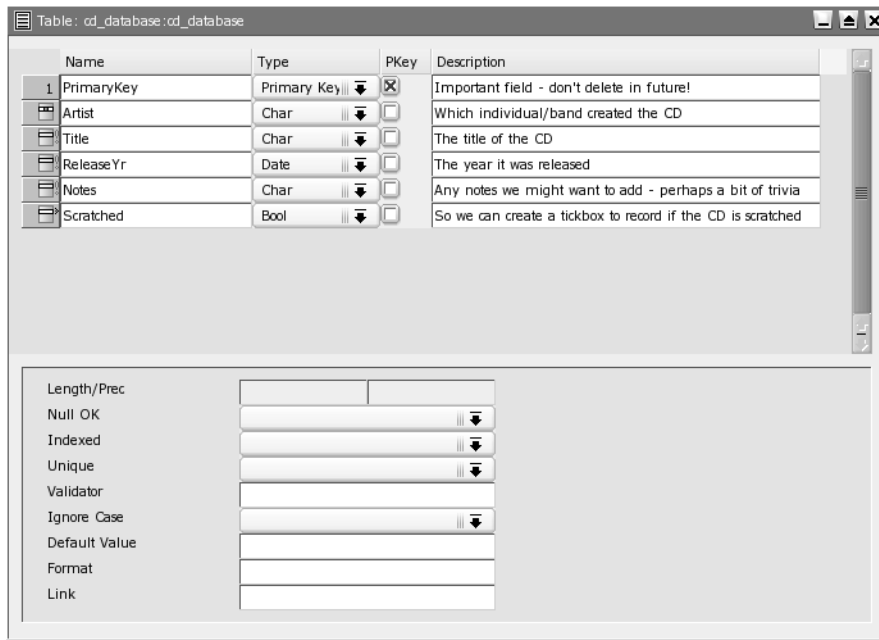 Table: cd_database:cd_database
Name Type PKey Description
1 PrimaryKey Primary Key Important field - don't delete in future!
Artist Char Which individual/band created the CD
Title Char The title of the CD
ReleaseYr Date The year it was released
Notes Char Any notes we might want to add - perhaps a bit of trivia
Scratched Bool So we can create a tickbox to record if the CD is scratched
Length/Prec
Null OK
Indexed
Unique
Validator
Ignore Case
Default Value
Format
Link